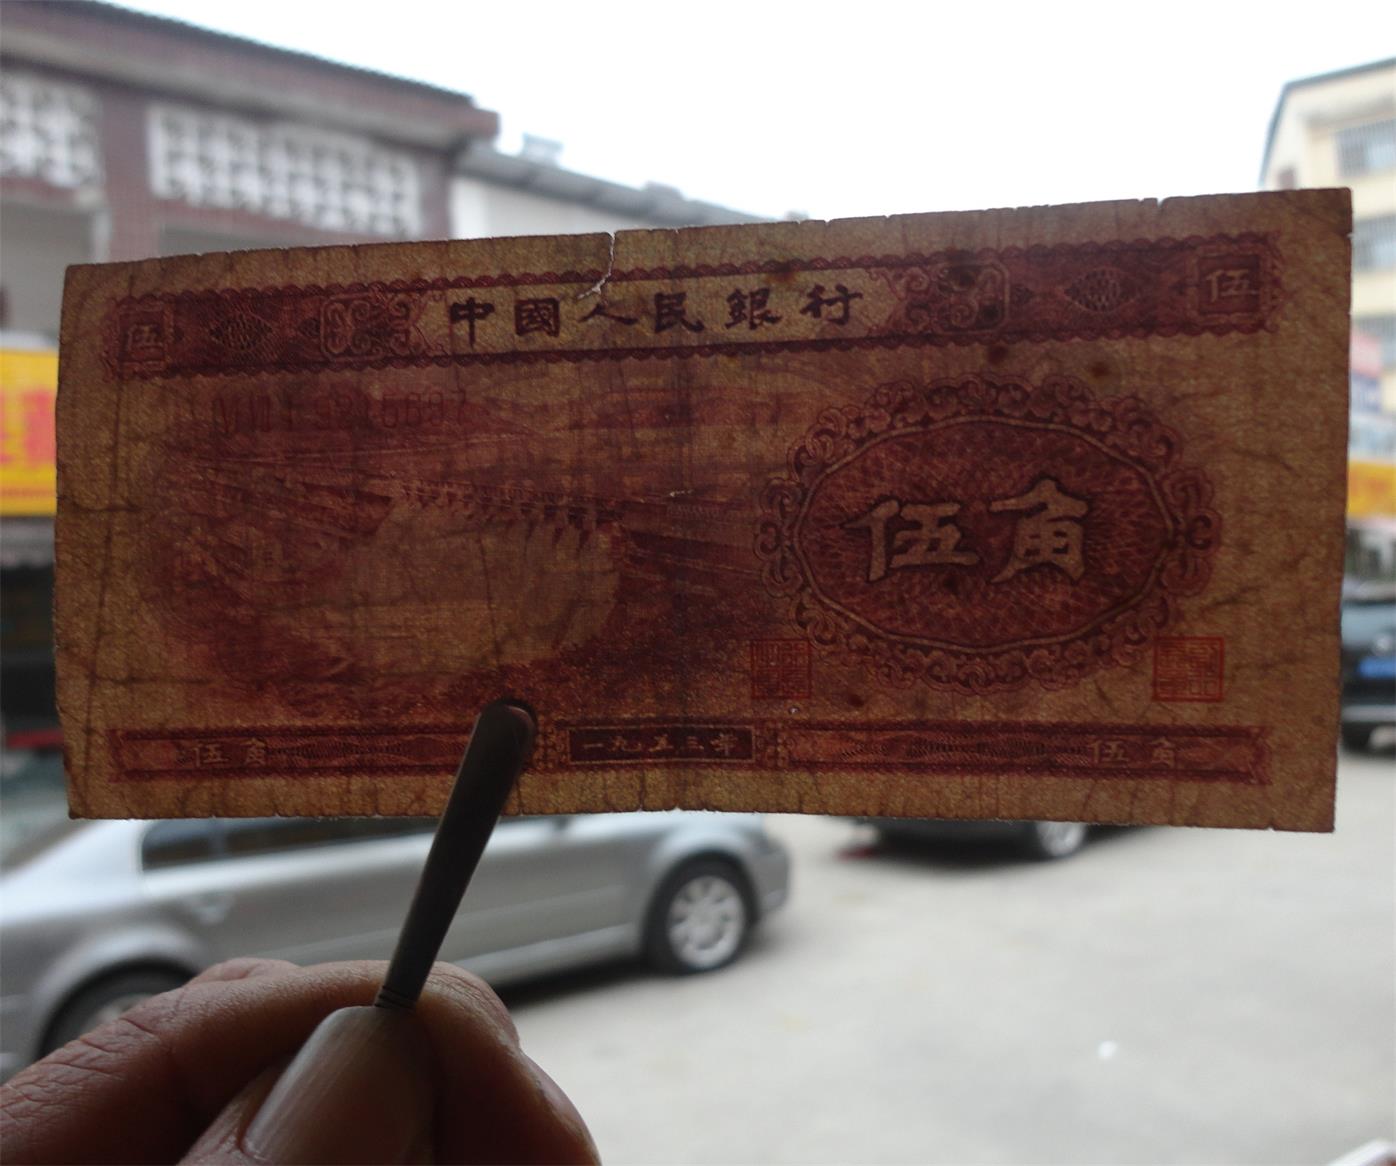 中國人民銀行
伍 伍
伍角
一九五三年
伍角 伍角